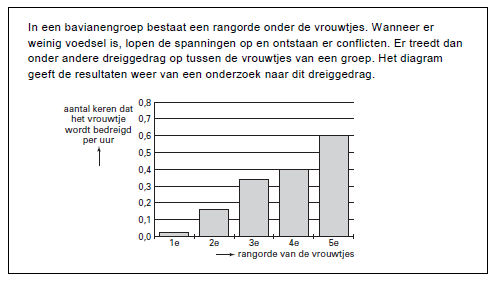 In een bavianengroep bestaat een rangorde onder de vrouwtjes. Wanneer er
weinig voedsel is, lopen de spanningen op en ontstaan er conflicten. Er treedt dan
onder andere dreiggedrag op tussen de vrouwtjes van een groep. Het diagram
geeft de resultaten weer van een onderzoek naar dit dreiggedrag.
aantal keren dat
het vrouwtje
wordt bedreigd
per uur
0,8
0,7
0,6
0,5
0,4
0,3
0,2
0,1
0,0
1e 2e 3e 4e 5e
rangorde van de vrouwtjes